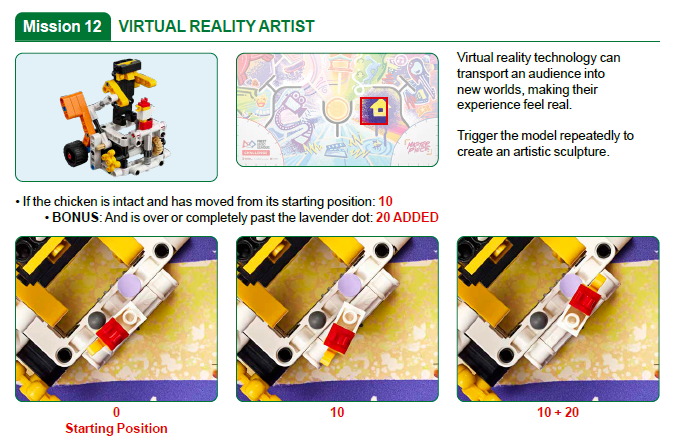 Mission 12 VIRTUAL REALITY ARTIST
Virtual reality technology can
transport an audience into
new worlds, making their
experience feel real.
Trigger the model repeatedly to
create an artistic sculpture.
• If the chicken is intact and has moved from its starting position: 10
• BONUS: And is over or completely past the lavender dot: 20 ADDED
0
Starting Position
10
10 + 20